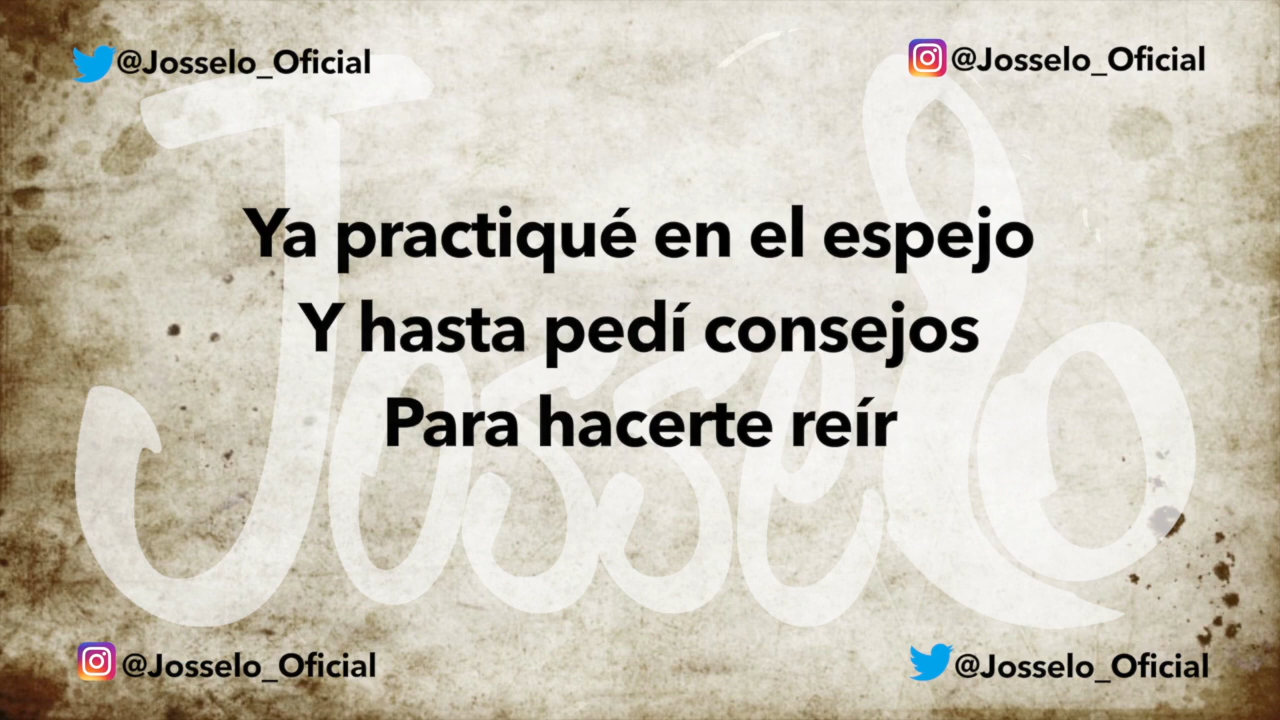 @Josselo_Oficial @Josselo_Oficial
Josselo
Ya practiqué en el espejo
Y hasta pedí consejos
Para hacerte reír
@Josselo_Oficial @Josselo_Oficial